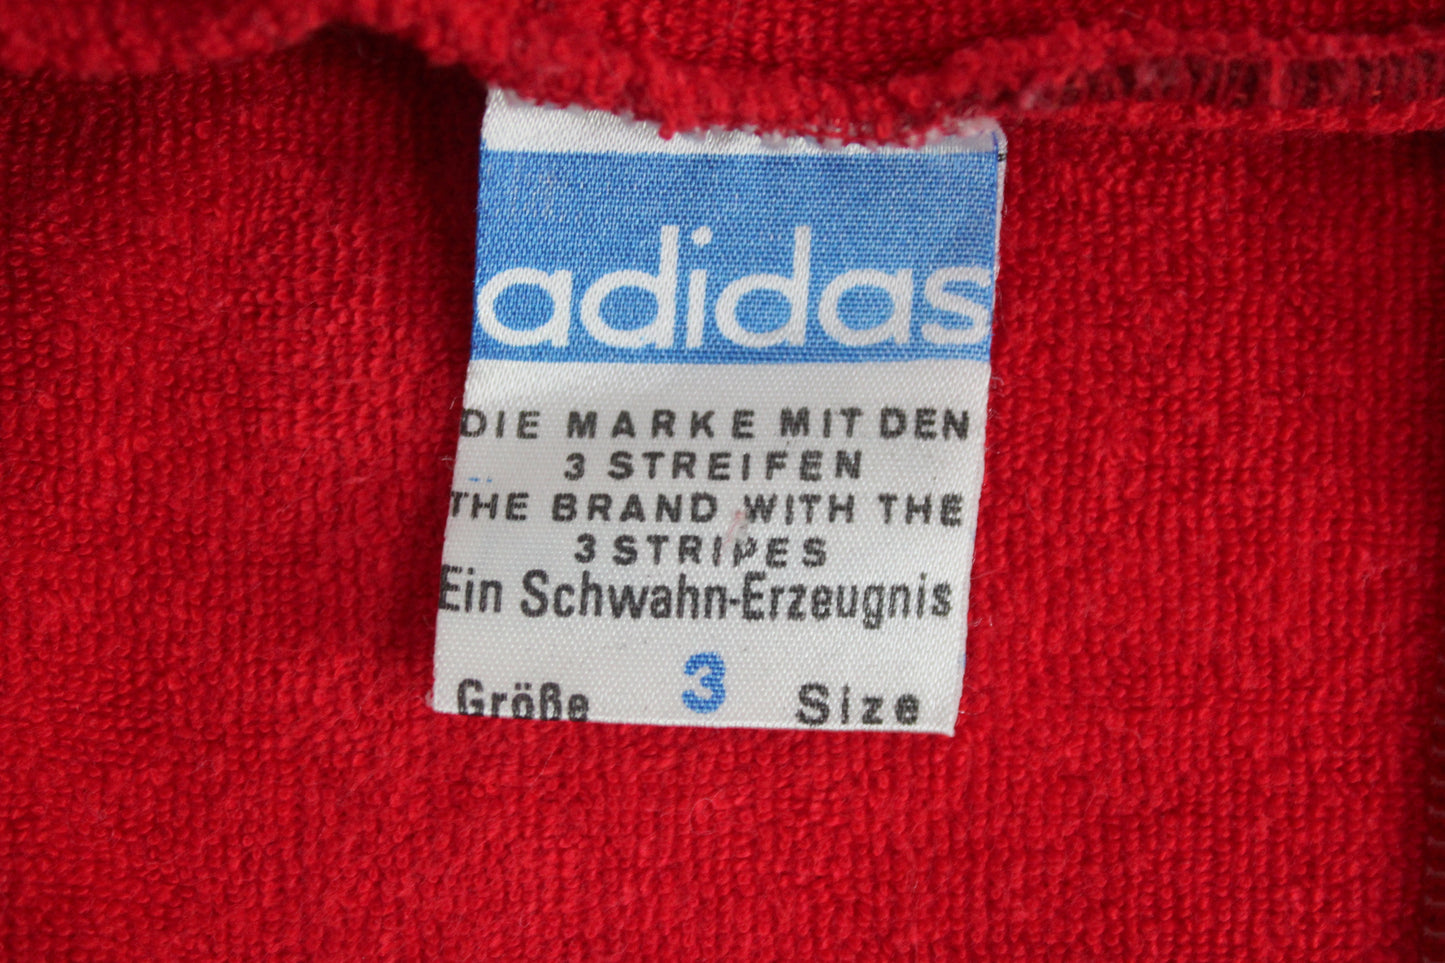 adidas
DIE MARKE MIT DEN
3 STREIFEN
THE BRAND WITH THE
3 STRIPES
Ein Schwahn-Erzeugnis
Größe 3 Size